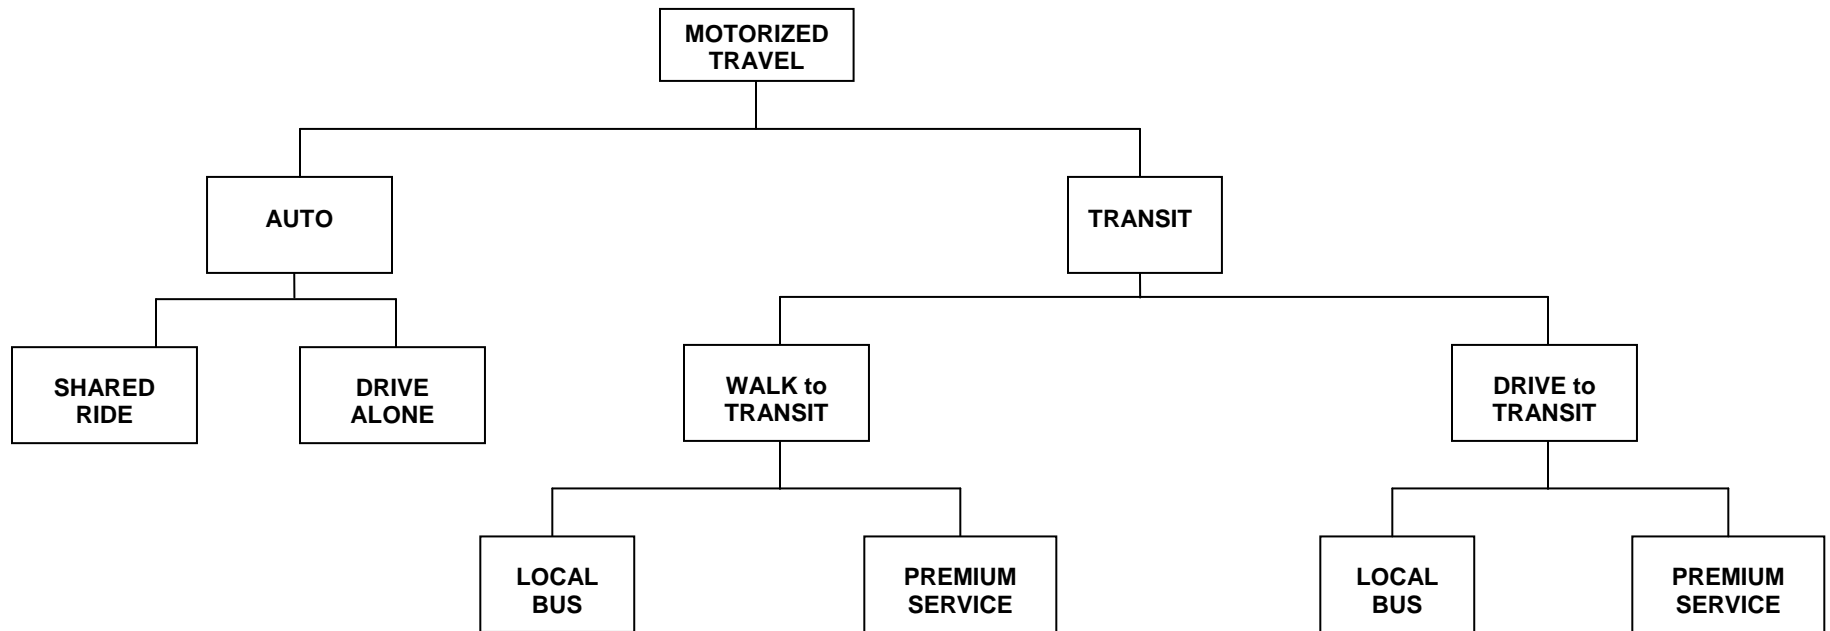 MOTORIZED
TRAVEL
AUTO
TRANSIT
SHARED
RIDE
DRIVE
ALONE
WALK to
TRANSIT
DRIVE to
TRANSIT
LOCAL
BUS
PREMIUM
SERVICE
LOCAL
BUS
PREMIUM
SERVICE